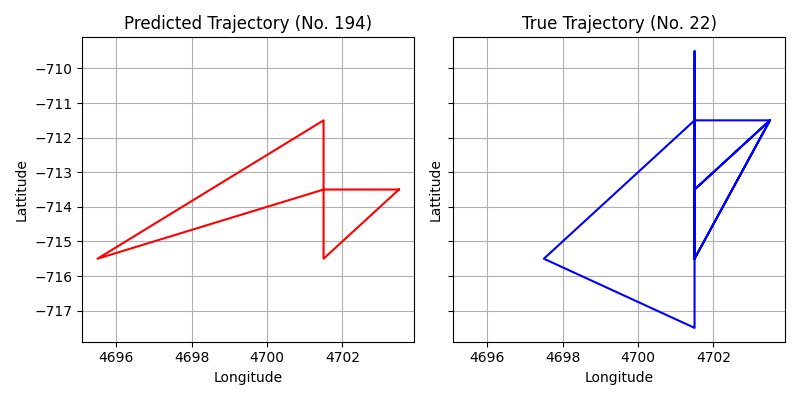 Predicted Trajectory (No. 194)
True Trajectory (No. 22)
Lattitude
−710
−711
−712
−713
−714
−715
−716
−717
4696
4698
4700
4702
Longitude
Lattitude
4696
4698
4700
4702
Longitude